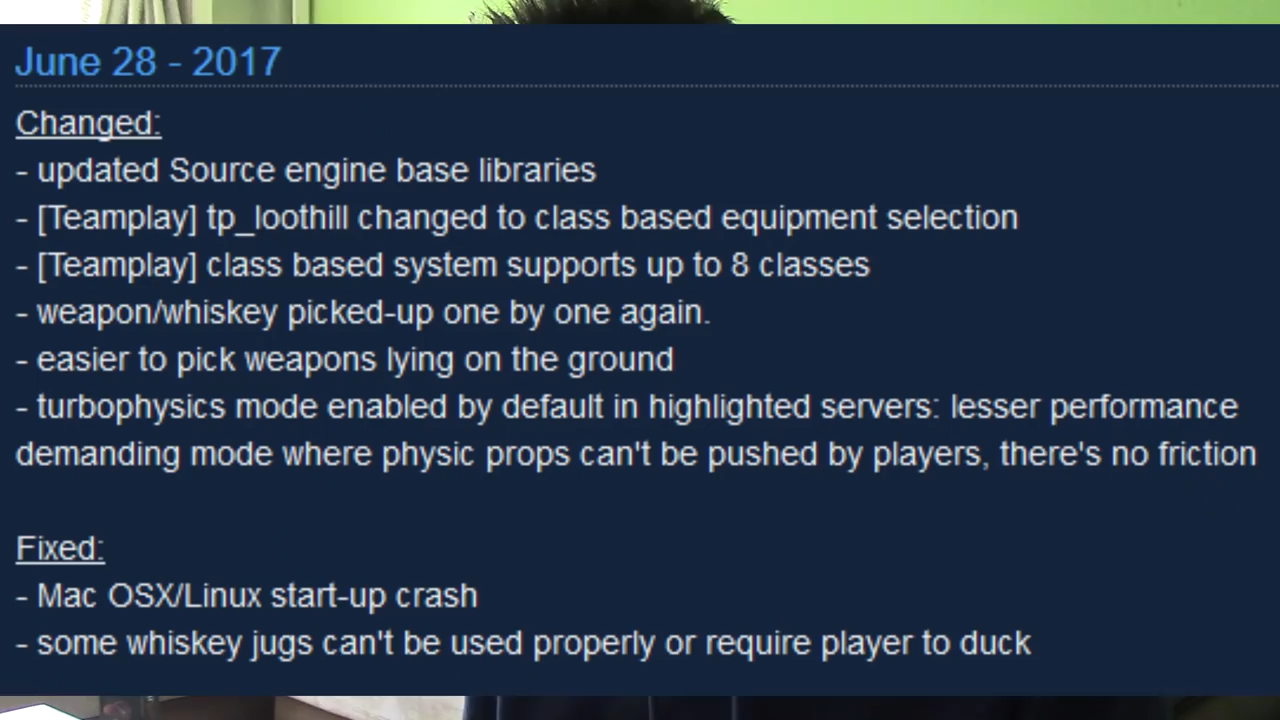 June 28 - 2017
Changed:
- updated Source engine base libraries
- [Teamplay] tp_loothill changed to class based equipment selection
- [Teamplay] class based system supports up to 8 classes
- weapon/whiskey picked-up one by one again.
- easier to pick weapons lying on the ground
- turbophysics mode enabled by default in highlighted servers: lesser performance
demanding mode where physic props can't be pushed by players, there's no friction
Fixed:
- Mac OSX/Linux start-up crash
- some whiskey jugs can't be used properly or require player to duck